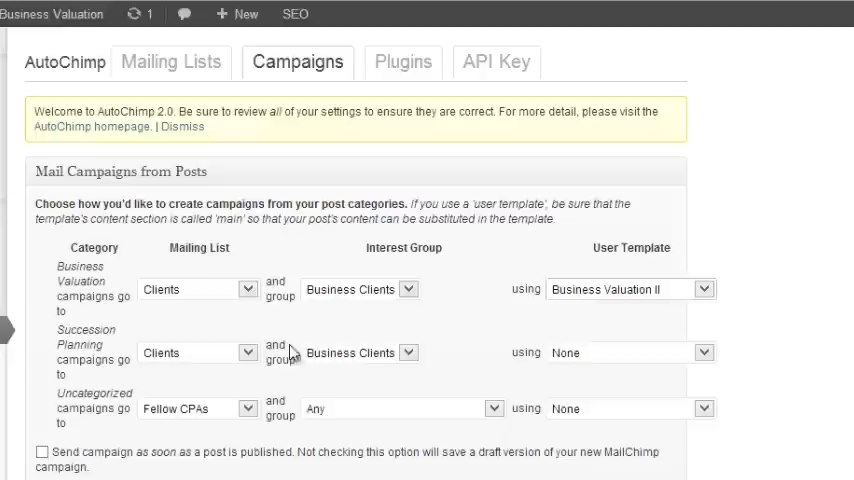 Business Valuation 1 New SEO
AutoChimp Mailing Lists Campaigns Plugins API Key
Welcome to AutoChimp 2.0. Be sure to review all of your settings to ensure they are correct. For more detail, please visit the
AutoChimp homepage. | Dismiss
Mail Campaigns from Posts
Choose how you'd like to create campaigns from your post categories. If you use a 'user template', be sure that the
template's content section is called 'main' so that your post's content can be substituted in the template.
Category Mailing List Interest Group User Template
Business
Valuation
campaigns go
to
Clients
and
group
Business Clients
using
Business Valuation II
Succession
Planning
campaigns go
to
Clients
and
group
Business Clients
using
None
Uncategorized
campaigns go
to
Fellow CPAs
and
group
Any
using
None
Send campaign as soon as a post is published. Not checking this option will save a draft version of your new MailChimp
campaign.